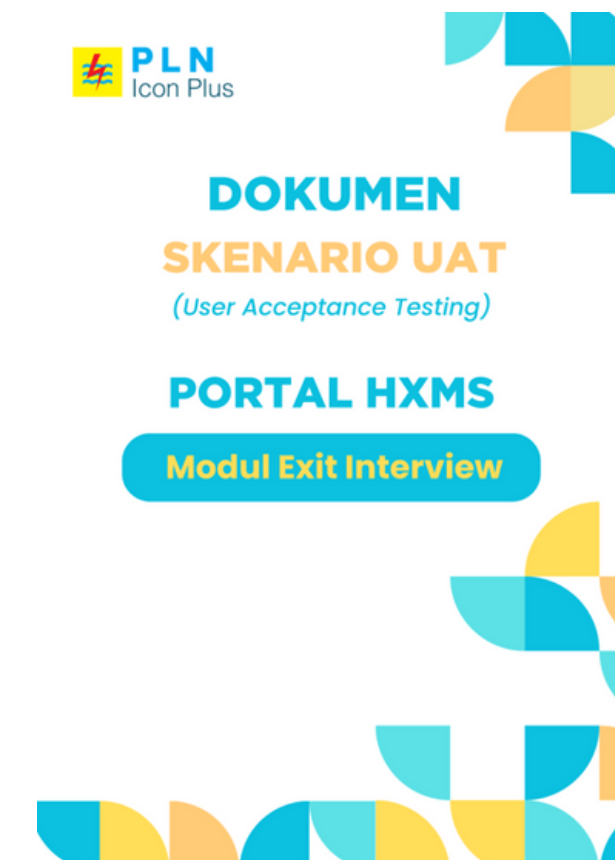 PLN
Icon Plus
DOKUMEN
SKENARIO UAT
(User Acceptance Testing)
PORTAL HXMS
Modul Exit Interview